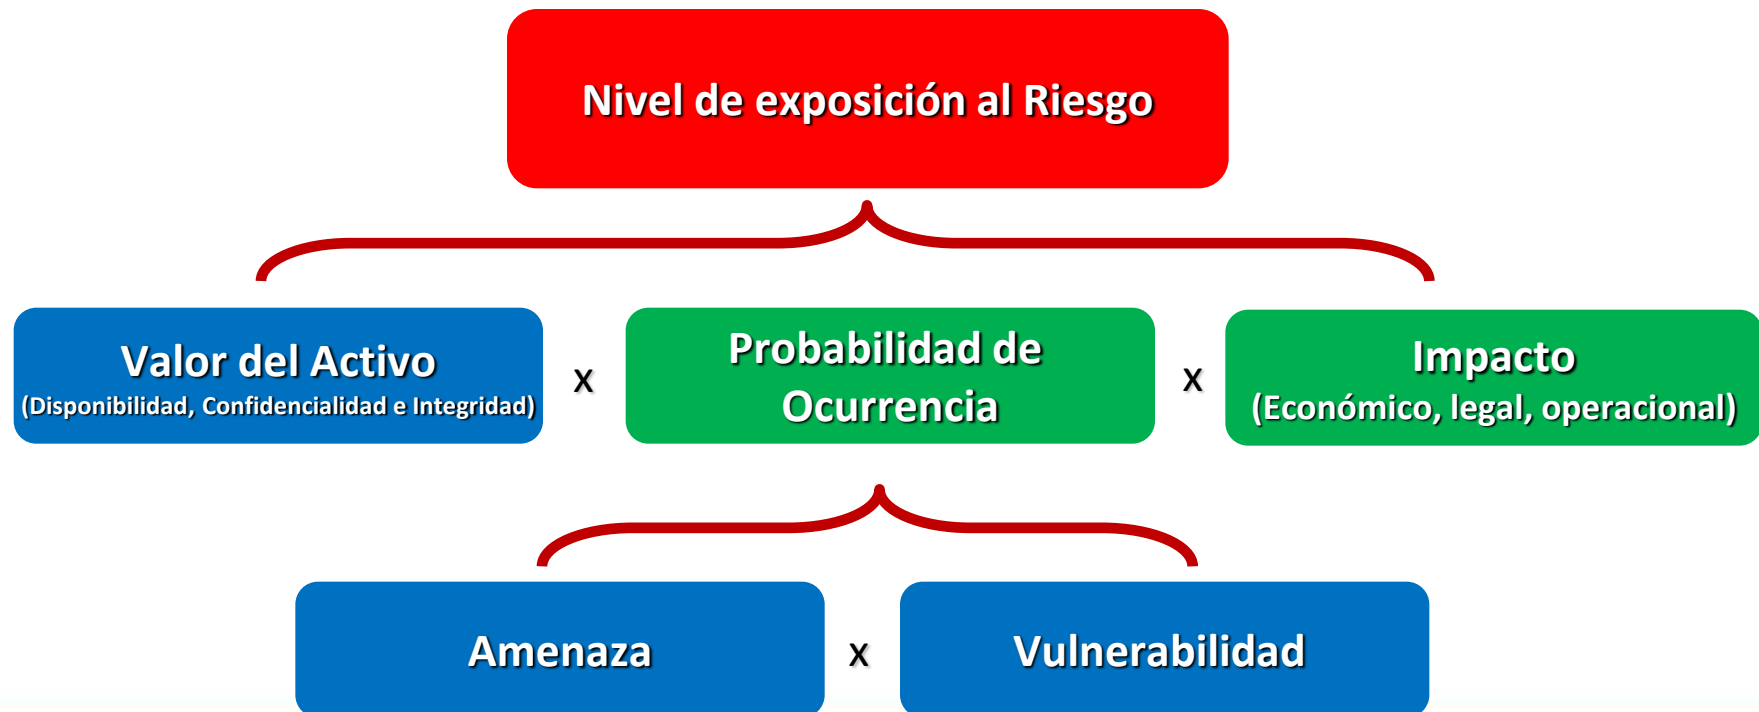 Nivel de exposición al Riesgo
Valor del Activo
(Disponibilidad, Confidencialidad e Integridad)
x
Probabilidad de
Ocurrencia
x
Impacto
(Económico, legal, operacional)
Amenaza
x
Vulnerabilidad